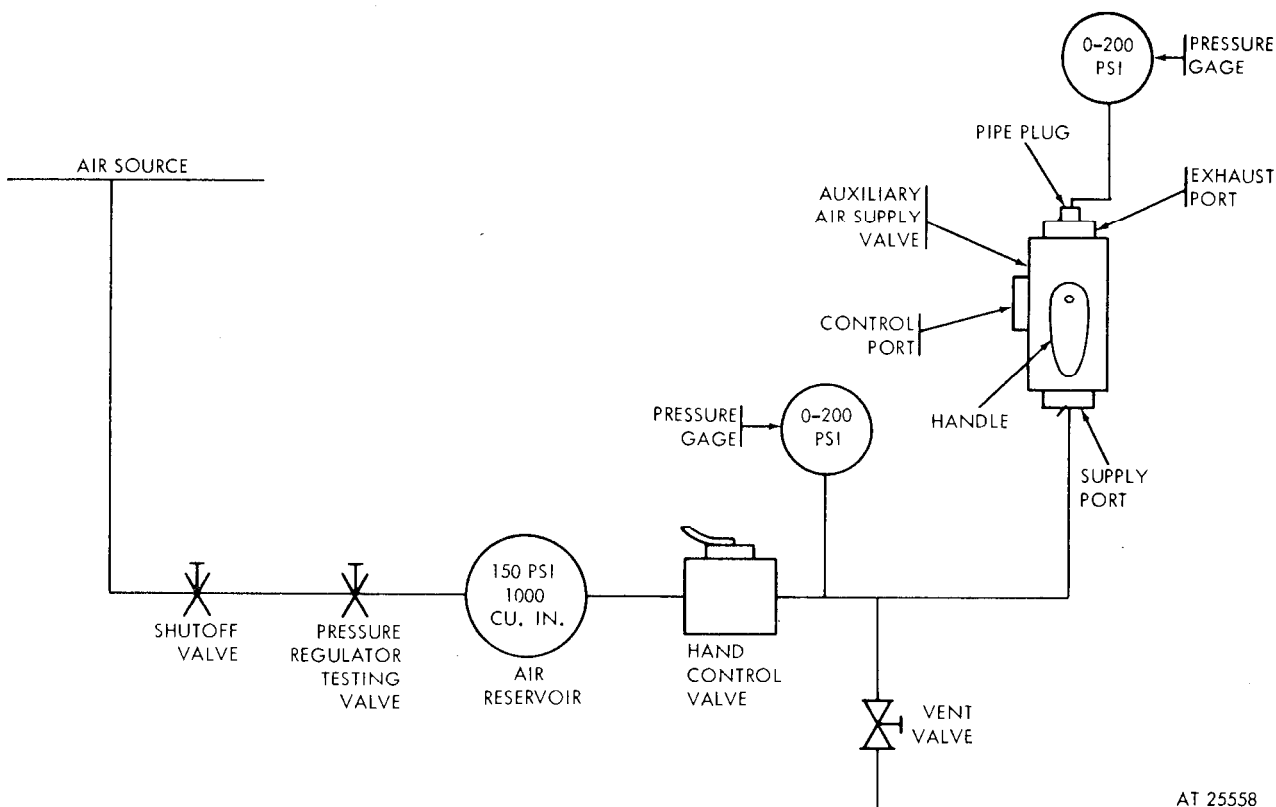 0-200
PSI
PRESSURE
GAGE
PIPE PLUG
AIR SOURCE
EXHAUST
PORT
AUXILIARY
AIR SUPPLY
VALVE
CONTROL
PORT
HANDLE
SUPPLY
PORT
PRESSURE
GAGE
0-200
PSI
150 PSI
1000
CU. IN.
SHUTOFF
VALVE
PRESSURE
REGULATOR
TESTING
VALVE
AIR
RESERVOIR
HAND
CONTROL
VALVE
VENT
VALVE
AT 25558